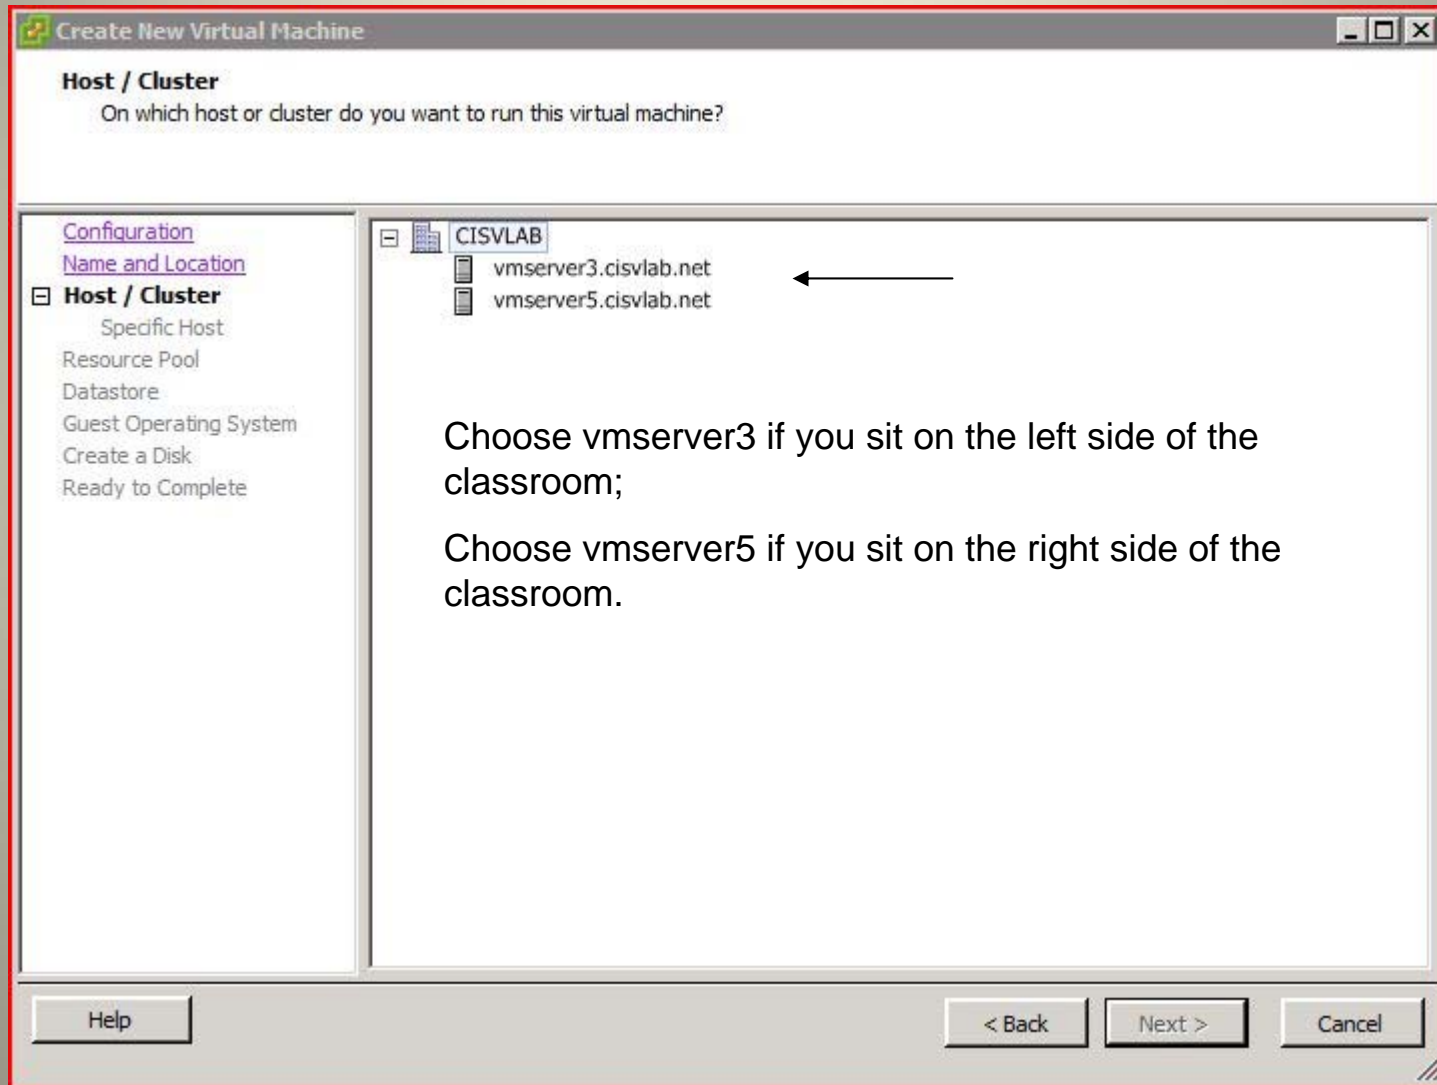 Create New Virtual Machine
Host / Cluster
On which host or cluster do you want to run this virtual machine?
Configuration
Name and Location
Host / Cluster
Specific Host
Resource Pool
Datastore
Guest Operating System
Create a Disk
Ready to Complete
CISVLAB
vmserver3.cisvlab.net
vmserver5.cisvlab.net
Choose vmserver3 if you sit on the left side of the
classroom;
Choose vmserver5 if you sit on the right side of the
classroom.
Help
< Back
Next >
Cancel